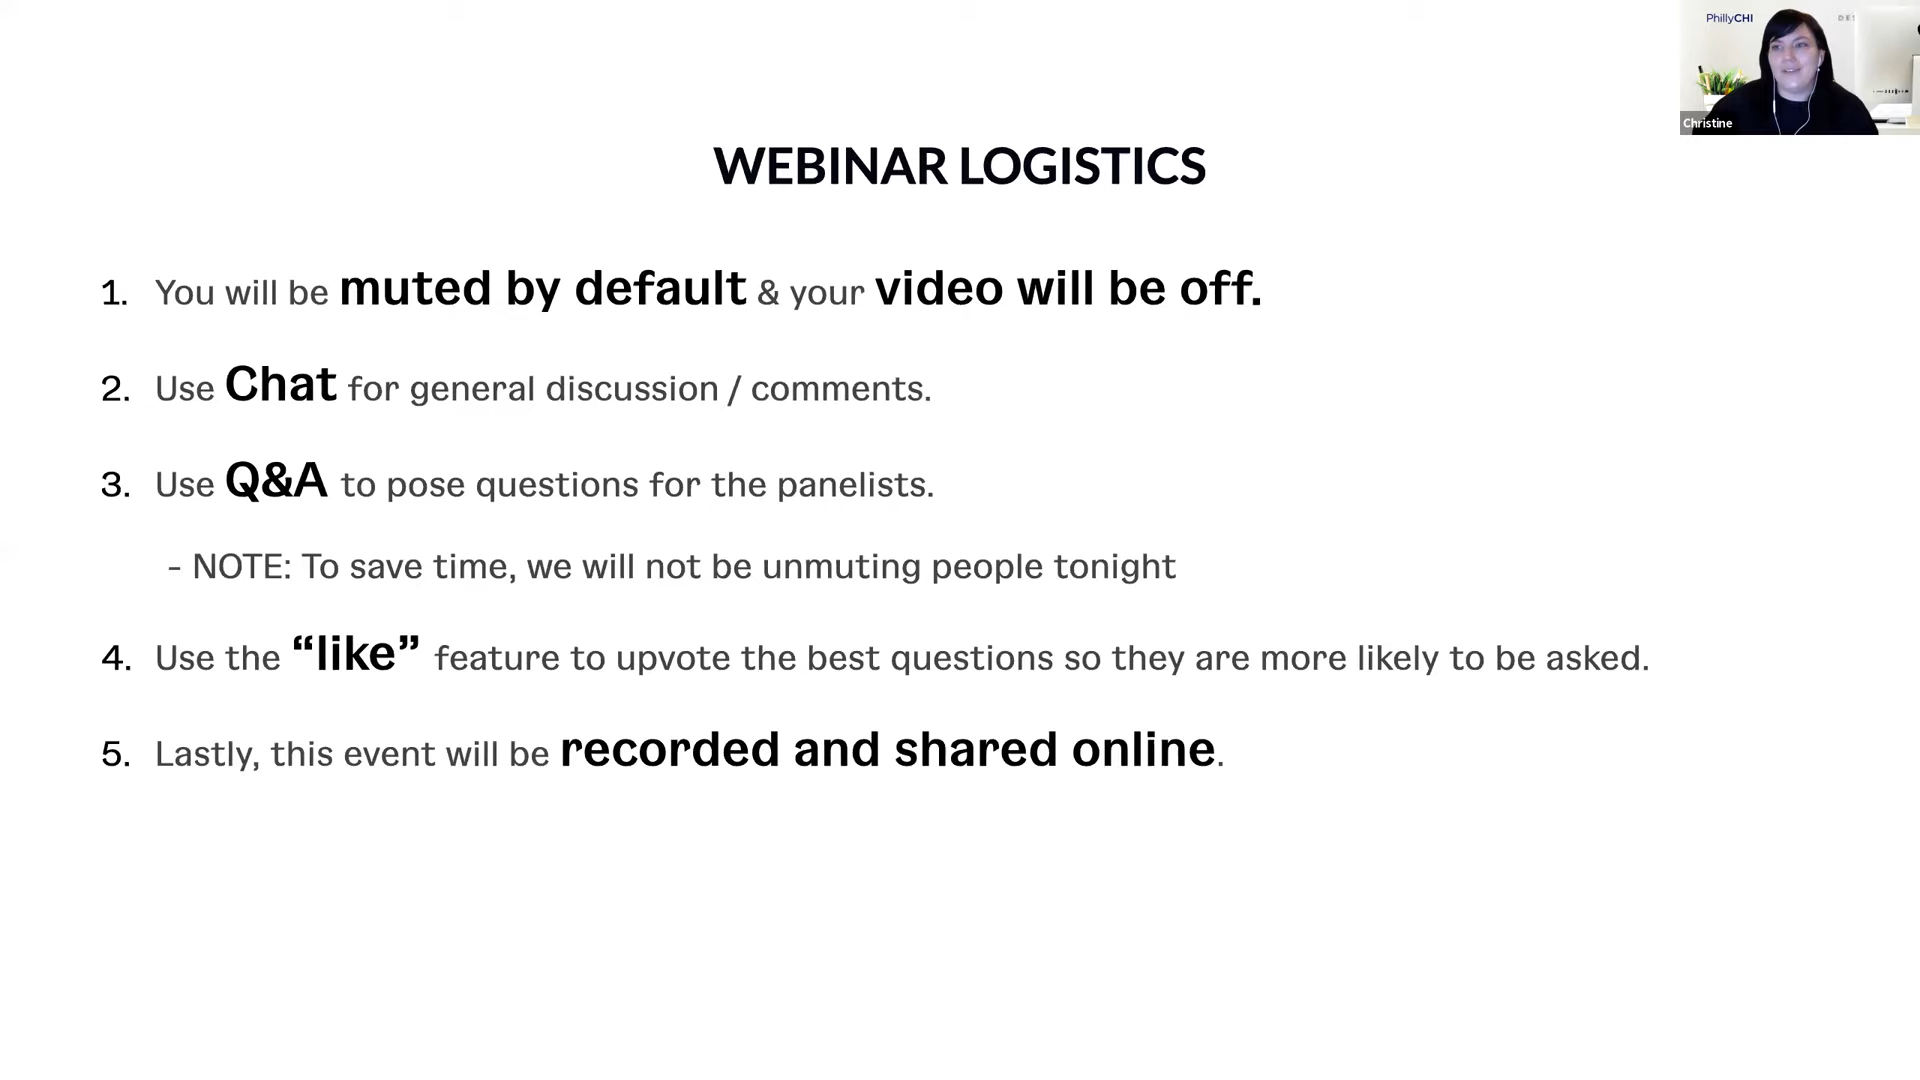 PhillyCHI
DES
Christine
WEBINAR LOGISTICS
1. You will be muted by default & your video will be off.
2. Use Chat for general discussion / comments.
3. Use Q&A to pose questions for the panelists.
- NOTE: To save time, we will not be unmuting people tonight
4. Use the “like” feature to upvote the best questions so they are more likely to be asked.
5. Lastly, this event will be recorded and shared online.